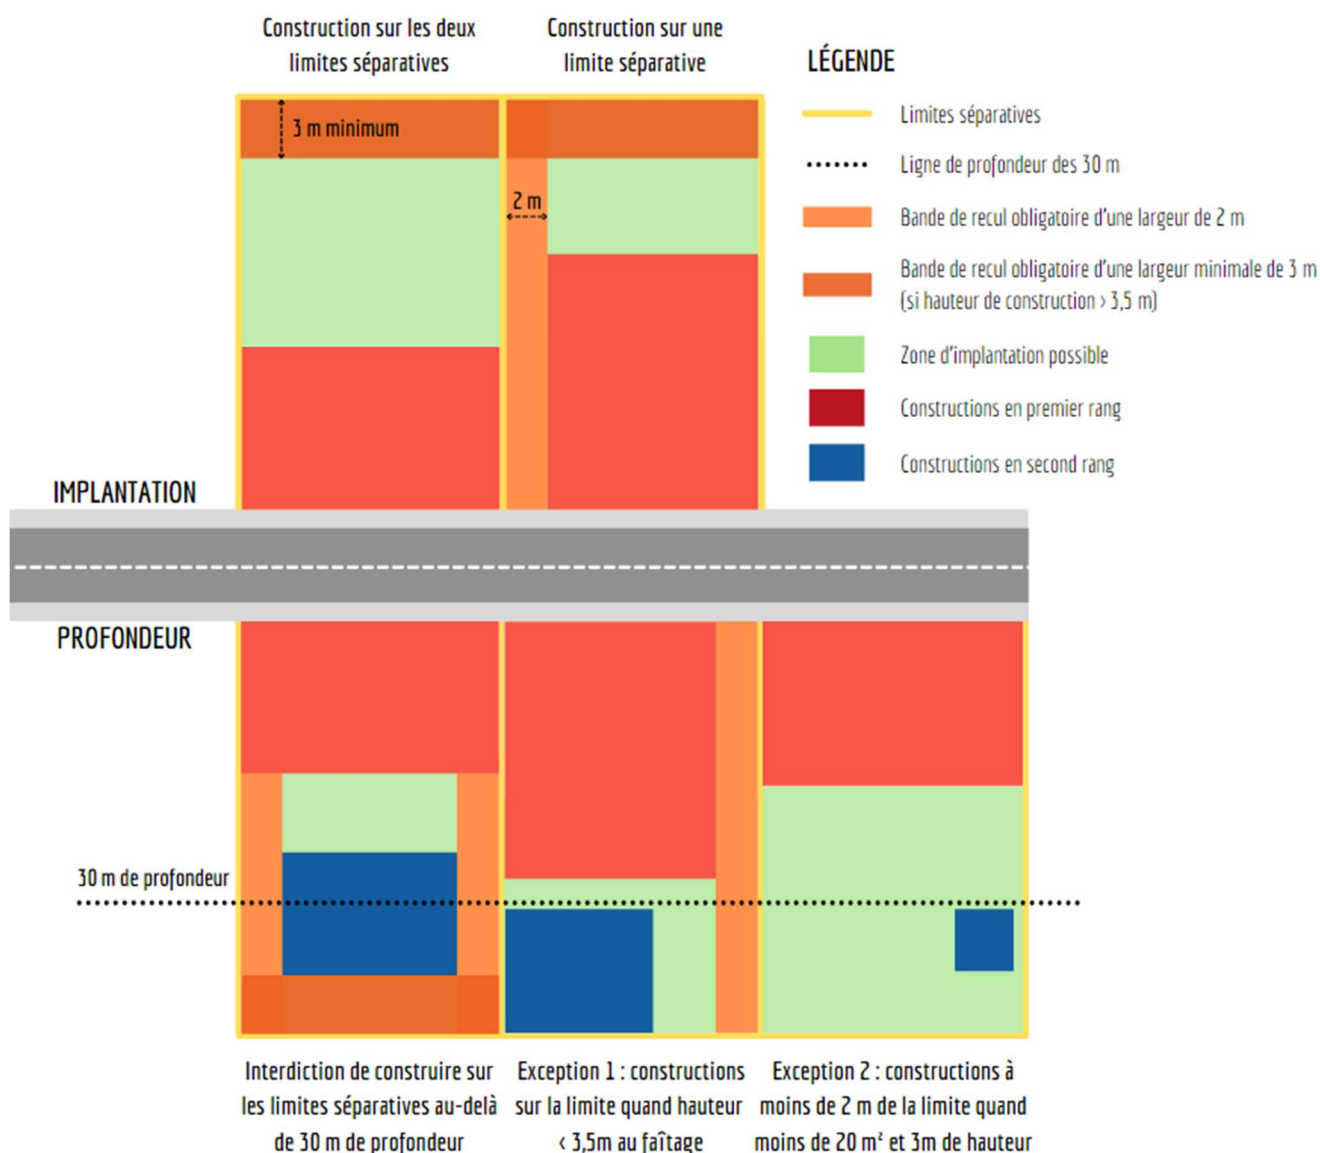 Construction sur les deux
limites séparatives
Construction sur une
limite séparative
LÉGENDE
Limites séparatives
Ligne de profondeur des 30 m
Bande de recul obligatoire d'une largeur de 2 m
Bande de recul obligatoire d'une largeur minimale de 3 m
(si hauteur de construction > 3,5 m)
Zone d'implantation possible
Constructions en premier rang
Constructions en second rang
3 m minimum
2 m
IMPLANTATION
PROFONDEUR
30 m de profondeur
Interdiction de construire sur
les limites séparatives au-delà
de 30 m de profondeur
Exception 1 : constructions
sur la limite quand hauteur
< 3,5m au faîtage
Exception 2 : constructions à
moins de 2 m de la limite quand
moins de 20 m² et 3m de hauteur